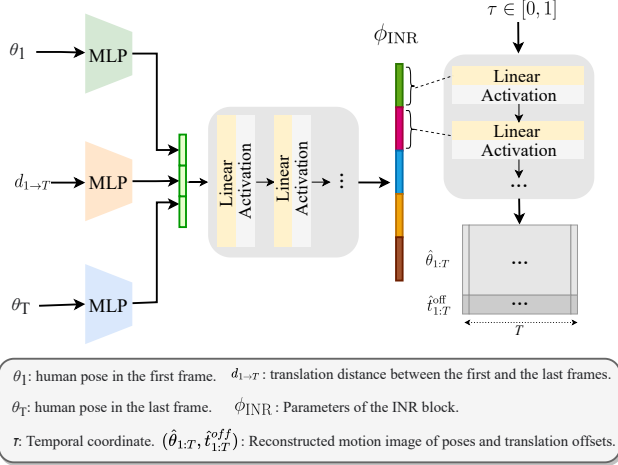 τ ∈ [0, 1]
ϕ_INR
θ_1
MLP
Linear
Activation
Linear
Activation
d_{1→T}
MLP
Linear
Activation
Linear
Activation
...
...
θ̂_{1:T}
...
θ_T
MLP
t̂^{off}_{1:T}
...
T
θ_1: human pose in the first frame. d_{1→T} : translation distance between the first and the last frames.
θ_T: human pose in the last frame. ϕ_INR : Parameters of the INR block.
τ: Temporal coordinate. (θ̂_{1:T}, t̂^{off}_{1:T}) : Reconstructed motion image of poses and translation offsets.